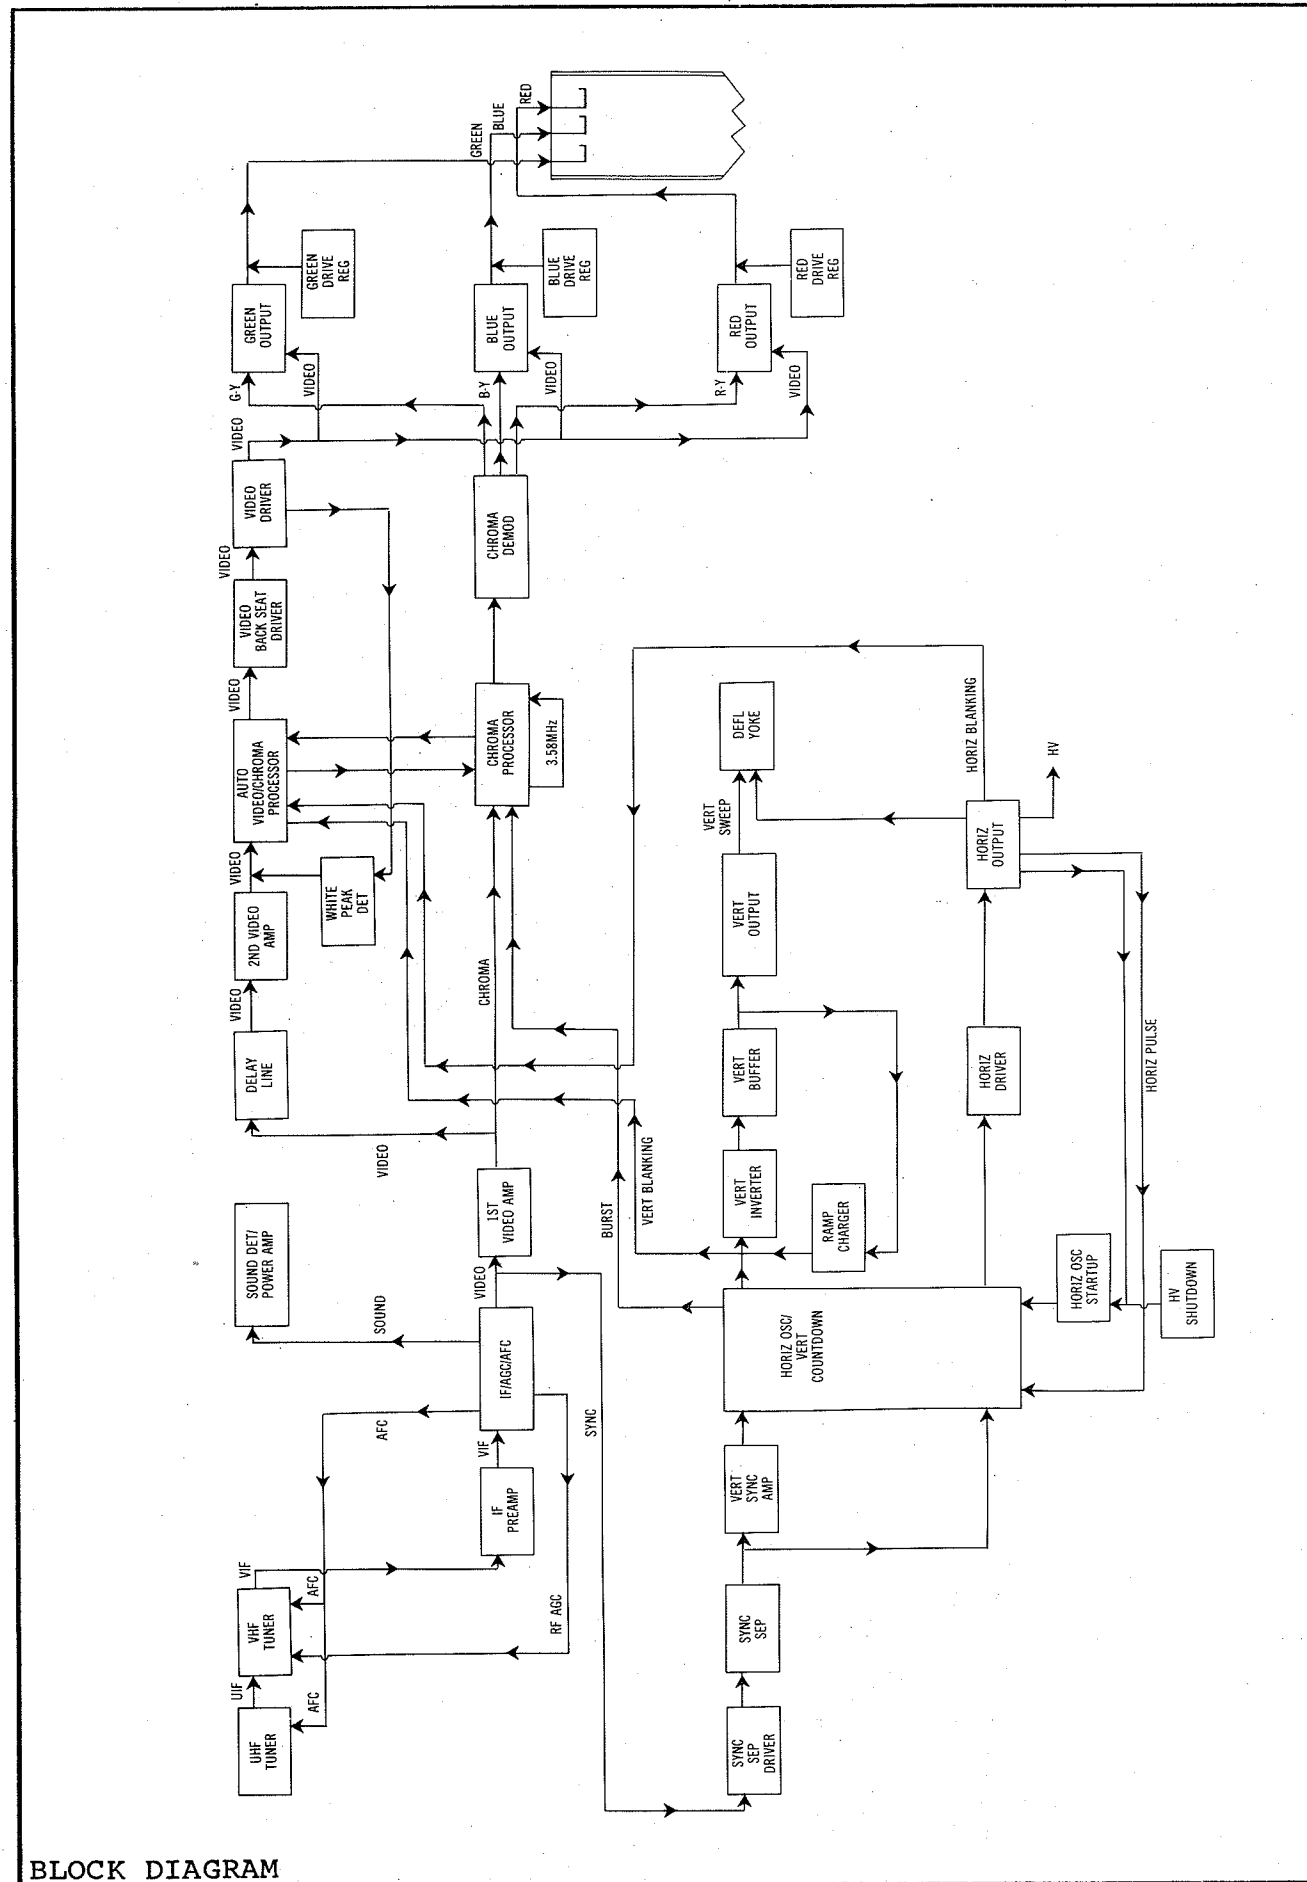 UHF
TUNER
UIF
VHF
TUNER
VIF
AFC
AFC
AFC
RF AGC
IF
PREAMP
VIF
IF/AGC/AFC
SOUND
SOUND DET/
POWER AMP
VIDEO
SYNC
1ST
VIDEO AMP
VIDEO
DELAY
LINE
VIDEO
2ND VIDEO
AMP
VIDEO
WHITE
PEAK
DET
AUTO
VIDEO/CHROMA
PROCESSOR
VIDEO
VIDEO
BACK SEAT
DRIVER
VIDEO
VIDEO
DRIVER
VIDEO
CHROMA
CHROMA
PROCESSOR
3.58MHz
CHROMA
DEMOD
G-Y
VIDEO
GREEN
OUTPUT
GREEN
DRIVE
REG
B-Y
VIDEO
BLUE
OUTPUT
BLUE
DRIVE
REG
R-Y
VIDEO
RED
OUTPUT
RED
DRIVE
REG
GREEN
BLUE
RED
SYNC
SEP
DRIVER
SYNC
SEP
VERT
SYNC
AMP
HORIZ OSC/
VERT
COUNTDOWN
BURST
VERT BLANKING
VERT
INVERTER
RAMP
CHARGER
VERT
BUFFER
VERT
OUTPUT
VERT
SWEEP
DEFL
YOKE
HORIZ
DRIVER
HORIZ
OUTPUT
HORIZ BLANKING
HV
HORIZ PULSE
HORIZ OSC
STARTUP
HV
SHUTDOWN
BLOCK DIAGRAM